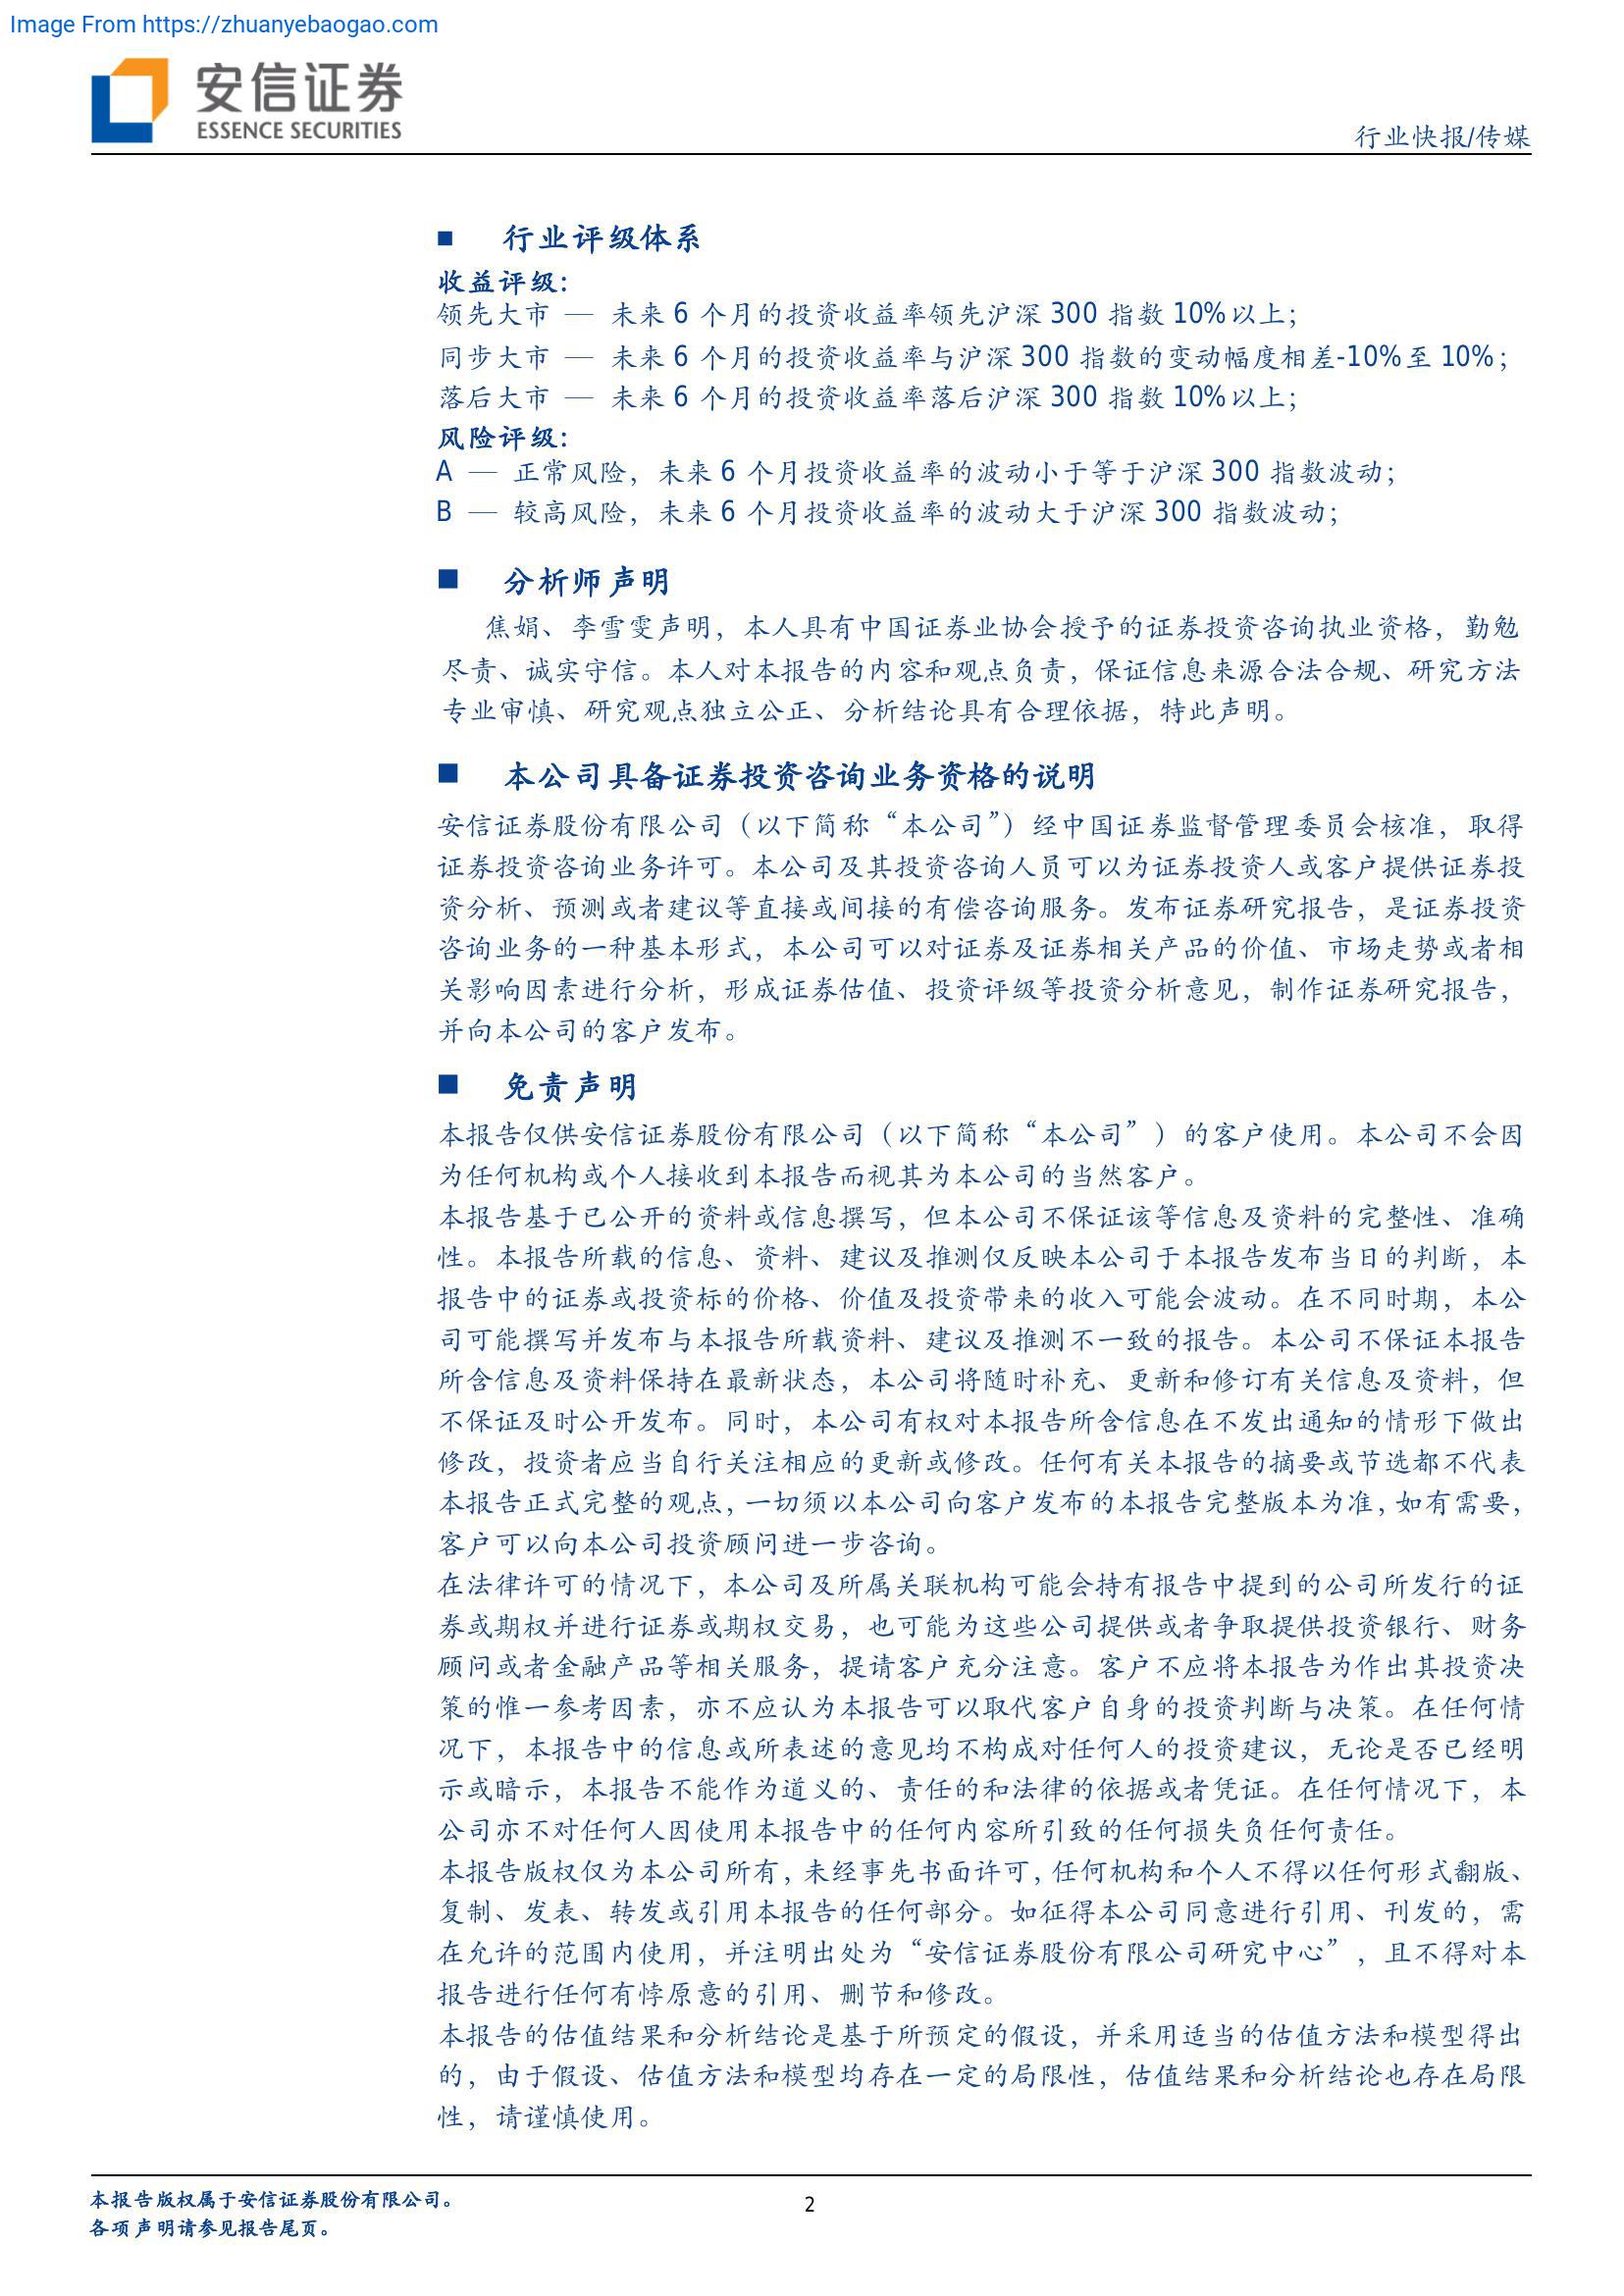 Image From https://zhuanyebaogao.com
安信证券
ESSENCE SECURITIES
行业快报/传媒
■ 行业评级体系
收益评级：
领先大市 — 未来 6 个月的投资收益率领先沪深 300 指数 10%以上；
同步大市 — 未来 6 个月的投资收益率与沪深 300 指数的变动幅度相差-10%至 10%；
落后大市 — 未来 6 个月的投资收益率落后沪深 300 指数 10%以上；
风险评级：
A — 正常风险，未来 6 个月投资收益率的波动小于等于沪深 300 指数波动；
B — 较高风险，未来 6 个月投资收益率的波动大于沪深 300 指数波动；
■ 分析师声明
焦娟、李雪雯声明，本人具有中国证券业协会授予的证券投资咨询执业资格，勤勉
尽责、诚实守信。本人对本报告的内容和观点负责，保证信息来源合法合规、研究方法
专业审慎、研究观点独立公正、分析结论具有合理依据，特此声明。
■ 本公司具备证券投资咨询业务资格的说明
安信证券股份有限公司（以下简称“本公司”）经中国证券监督管理委员会核准，取得
证券投资咨询业务许可。本公司及其投资咨询人员可以为证券投资人或客户提供证券投
资分析、预测或者建议等直接或间接的有偿咨询服务。发布证券研究报告，是证券投资
咨询业务的一种基本形式，本公司可以对证券及证券相关产品的价值、市场走势或者相
关影响因素进行分析，形成证券估值、投资评级等投资分析意见，制作证券研究报告，
并向本公司的客户发布。
■ 免责声明
本报告仅供安信证券股份有限公司（以下简称“本公司”）的客户使用。本公司不会因
为任何机构或个人接收到本报告而视其为本公司的当然客户。
本报告基于已公开的资料或信息撰写，但本公司不保证该等信息及资料的完整性、准确
性。本报告所载的信息、资料、建议及推测仅反映本公司于本报告发布当日的判断，本
报告中的证券或投资标的价格、价值及投资带来的收入可能会波动。在不同时期，本公
司可能撰写并发布与本报告所载资料、建议及推测不一致的报告。本公司不保证本报告
所含信息及资料保持在最新状态，本公司将随时补充、更新和修订有关信息及资料，但
不保证及时公开发布。同时，本公司有权对本报告所含信息在不发出通知的情形下做出
修改，投资者应当自行关注相应的更新或修改。任何有关本报告的摘要或节选都不代表
本报告正式完整的观点，一切须以本公司向客户发布的本报告完整版本为准，如有需要，
客户可以向本公司投资顾问进一步咨询。
在法律许可的情况下，本公司及所属关联机构可能会持有报告中提到的公司所发行的证
券或期权并进行证券或期权交易，也可能为这些公司提供或者争取提供投资银行、财务
顾问或者金融产品等相关服务，提请客户充分注意。客户不应将本报告为作出其投资决
策的惟一参考因素，亦不应认为本报告可以取代客户自身的投资判断与决策。在任何情
况下，本报告中的信息或所表述的意见均不构成对任何人的投资建议，无论是否已经明
示或暗示，本报告不能作为道义的、责任的和法律的依据或者凭证。在任何情况下，本
公司亦不对任何人因使用本报告中的任何内容所引致的任何损失负任何责任。
本报告版权仅为本公司所有，未经事先书面许可，任何机构和个人不得以任何形式翻版、
复制、发表、转发或引用本报告的任何部分。如征得本公司同意进行引用、刊发的，需
在允许的范围内使用，并注明出处为“安信证券股份有限公司研究中心”，且不得对本
报告进行任何有悖原意的引用、删节和修改。
本报告的估值结果和分析结论是基于所预定的假设，并采用适当的估值方法和模型得出
的，由于假设、估值方法和模型均存在一定的局限性，估值结果和分析结论也存在局限
性，请谨慎使用。
本报告版权属于安信证券股份有限公司。
2
各项声明请参见报告尾页。